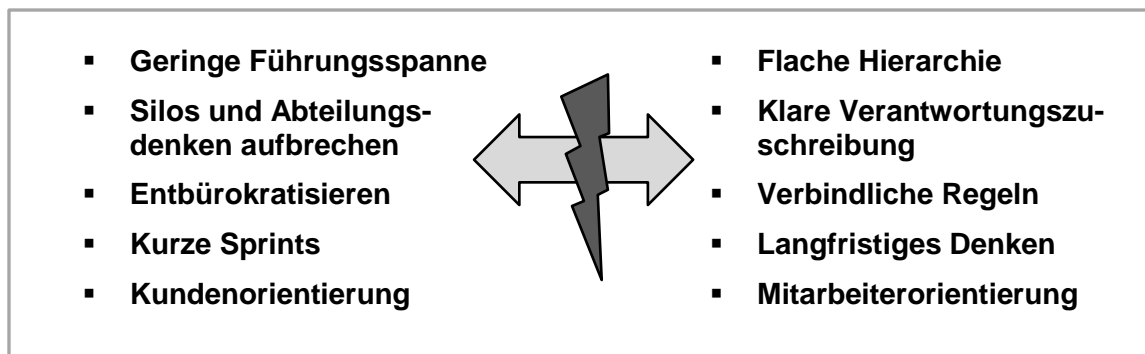 ▪ Geringe Führungsspanne
▪ Silos und Abteilungs-
denken aufbrechen
▪ Entbürokratisieren
▪ Kurze Sprints
▪ Kundenorientierung
▪ Flache Hierarchie
▪ Klare Verantwortungszu-
schreibung
▪ Verbindliche Regeln
▪ Langfristiges Denken
▪ Mitarbeiterorientierung